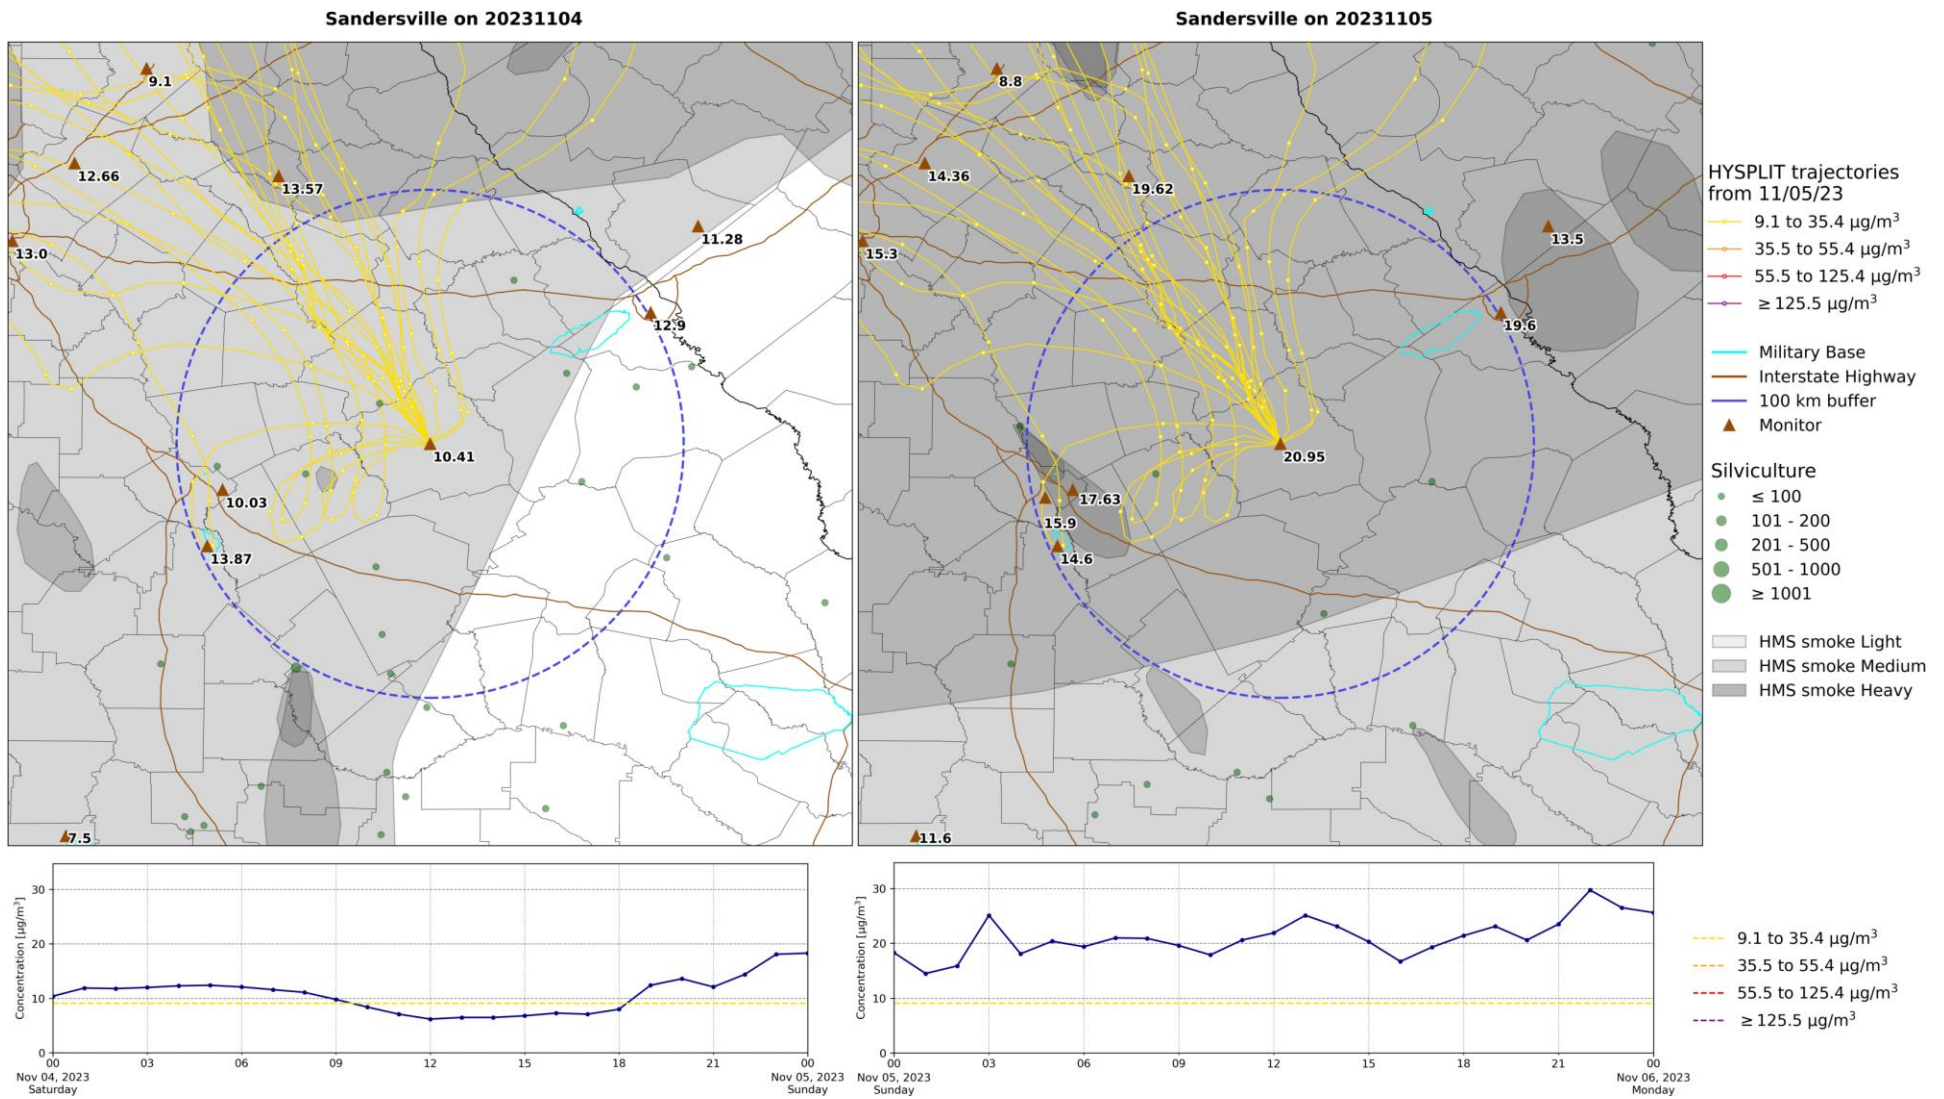 Sandersville on 20231104
9.1
12.66
13.57
13.0
11.28
12.9
10.41
10.03
13.87
7.5
Sandersville on 20231105
8.8
14.36
19.62
15.3
13.5
19.6
20.95
17.63
15.9
14.6
11.6
HYSPLIT trajectories
from 11/05/23
9.1 to 35.4 µg/m³
35.5 to 55.4 µg/m³
55.5 to 125.4 µg/m³
≥ 125.5 µg/m³
Military Base
Interstate Highway
100 km buffer
Monitor
Silviculture
≤ 100
101 - 200
201 - 500
501 - 1000
≥ 1001
HMS smoke Light
HMS smoke Medium
HMS smoke Heavy
Concentration [µg/m³]
30
20
10
0
00 03 06 09 12 15 18 21 00
Nov 04, 2023 Nov 05, 2023
Saturday Sunday
Concentration [µg/m³]
30
20
10
0
00 03 06 09 12 15 18 21 00
Nov 05, 2023 Nov 06, 2023
Sunday Monday
9.1 to 35.4 µg/m³
35.5 to 55.4 µg/m³
55.5 to 125.4 µg/m³
≥ 125.5 µg/m³